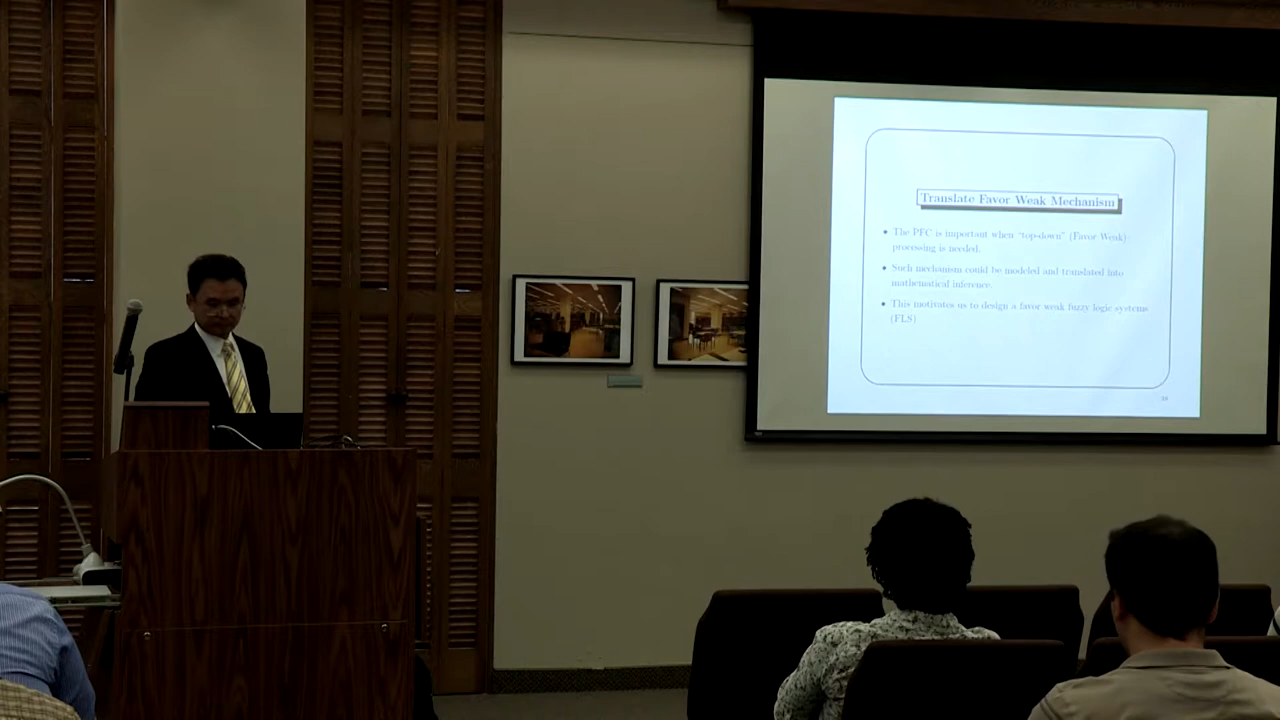 Translate Favor Weak Mechanism
• The PFC is important when "top-down" (Favor Weak)
processing is needed.
• Such mechanism could be modeled and translated into
mathematical inference.
• This motivates us to design a favor weak fuzzy logic systems
(FLS)